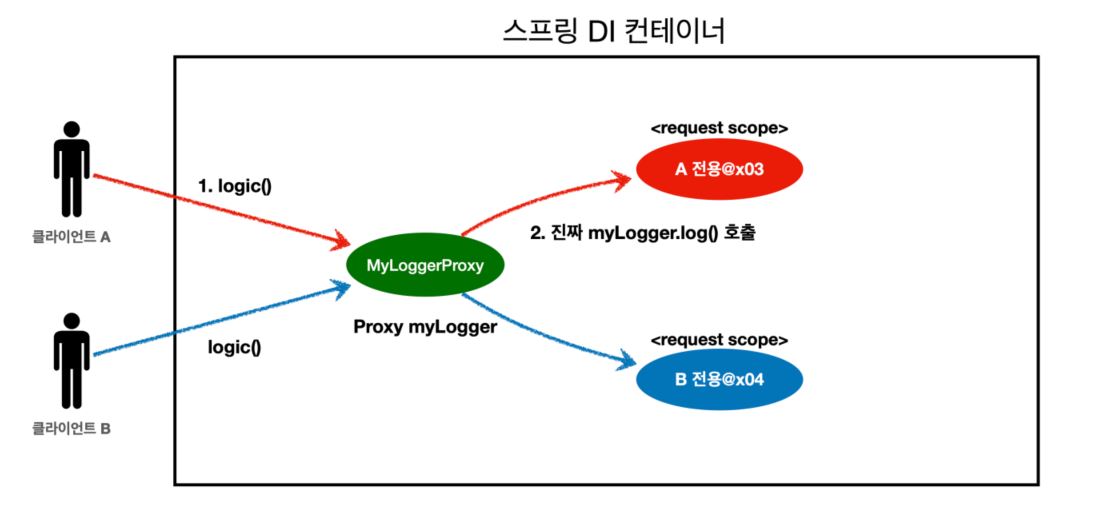 스프링 DI 컨테이너
<request scope>
A 전용@x03
1. logic()
클라이언트 A
2. 진짜 myLogger.log() 호출
MyLoggerProxy
Proxy myLogger
logic()
<request scope>
B 전용@x04
클라이언트 B